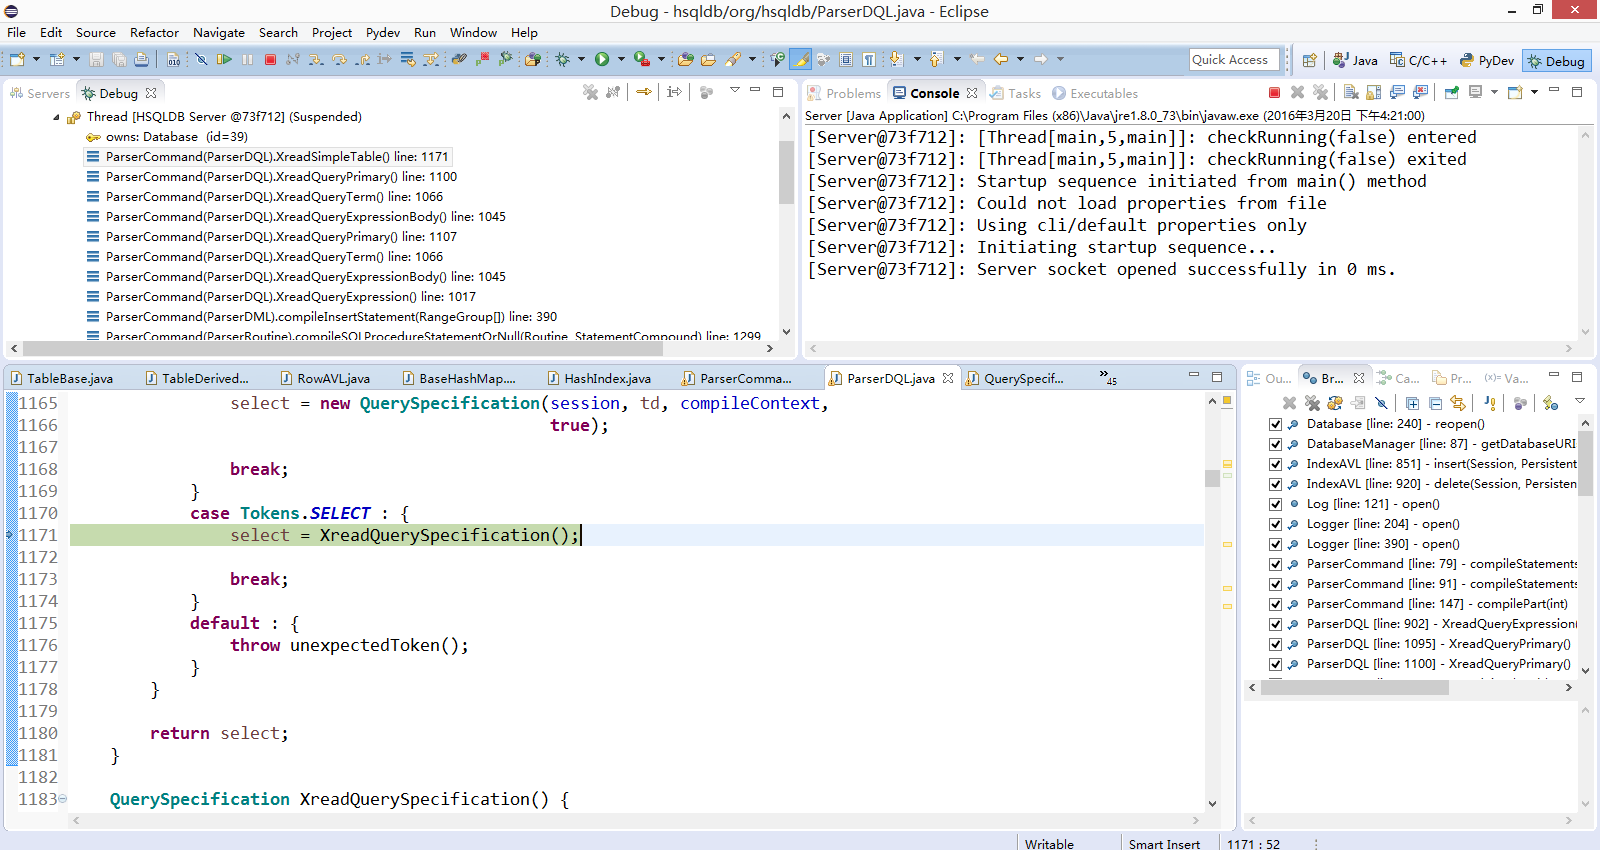 Debug - hsqldb/org/hsqldb/ParserDQL.java - Eclipse
File Edit Source Refactor Navigate Search Project Pydev Run Window Help
Quick Access Java C/C++ PyDev Debug
Servers Debug
Thread [HSQLDB Server @73f712] (Suspended)
owns: Database (id=39)
ParserCommand(ParserDQL).XreadSimpleTable() line: 1171
ParserCommand(ParserDQL).XreadQueryPrimary() line: 1100
ParserCommand(ParserDQL).XreadQueryTerm() line: 1066
ParserCommand(ParserDQL).XreadQueryExpressionBody() line: 1045
ParserCommand(ParserDQL).XreadQueryPrimary() line: 1107
ParserCommand(ParserDQL).XreadQueryTerm() line: 1066
ParserCommand(ParserDQL).XreadQueryExpressionBody() line: 1045
ParserCommand(ParserDQL).XreadQueryExpression() line: 1017
ParserCommand(ParserDML).compileInsertStatement(RangeGroup[]) line: 390
ParserCommand(ParserRoutine).compileSQLProcedureStatementOrNull(Routine, StatementCompound) line: 1299
Problems Console Tasks Executables
Server [Java Application] C:\Program Files (x86)\Java\jre1.8.0_73\bin\javaw.exe (2016年3月20日 下午4:21:00)
[Server@73f712]: [Thread[main,5,main]]: checkRunning(false) entered
[Server@73f712]: [Thread[main,5,main]]: checkRunning(false) exited
[Server@73f712]: Startup sequence initiated from main() method
[Server@73f712]: Could not load properties from file
[Server@73f712]: Using cli/default properties only
[Server@73f712]: Initiating startup sequence...
[Server@73f712]: Server socket opened successfully in 0 ms.
TableBase.java TableDerived... RowAVL.java BaseHashMap.... HashIndex.java ParserComma... ParserDQL.java QuerySpecif... »45
1165 select = new QuerySpecification(session, td, compileContext,
1166 true);
1167
1168 break;
1169 }
1170 case Tokens.SELECT : {
1171 select = XreadQuerySpecification();
1172
1173 break;
1174 }
1175 default : {
1176 throw unexpectedToken();
1177 }
1178 }
1179
1180 return select;
1181 }
1182
1183 QuerySpecification XreadQuerySpecification() {
Ou... Br... Ca... Pr... (x)= Va...
Database [line: 240] - reopen()
DatabaseManager [line: 87] - getDatabaseURI
IndexAVL [line: 851] - insert(Session, Persistent
IndexAVL [line: 920] - delete(Session, Persisten
Log [line: 121] - open()
Logger [line: 204] - open()
Logger [line: 390] - open()
ParserCommand [line: 79] - compileStatements
ParserCommand [line: 91] - compileStatements
ParserCommand [line: 147] - compilePart(int)
ParserDQL [line: 902] - XreadQueryExpression(
ParserDQL [line: 1095] - XreadQueryPrimary()
ParserDQL [line: 1100] - XreadQueryPrimary()
Writable Smart Insert 1171 : 52